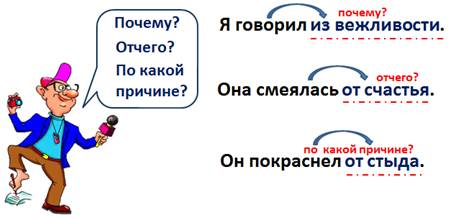 Почему?
Отчего?
По какой
причине?
почему?
Я говорил из вежливости.
отчего?
Она смеялась от счастья.
по какой причине?
Он покраснел от стыда.